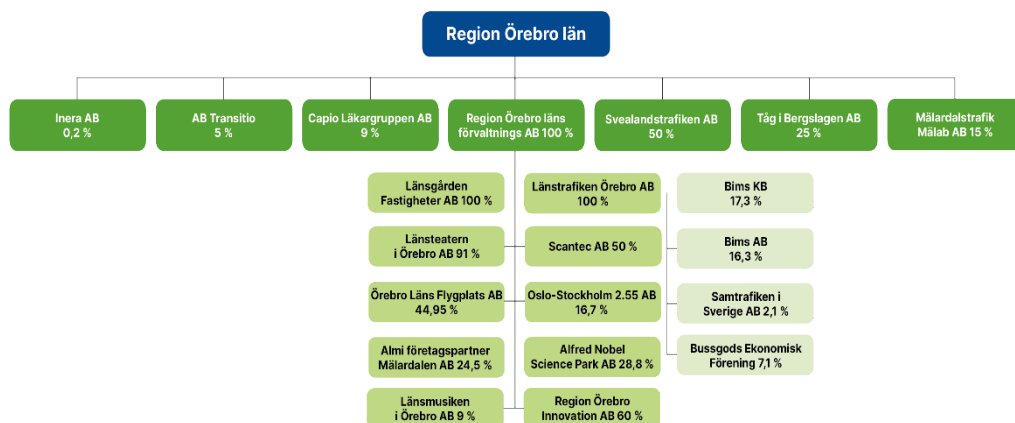 Region Örebro län
Inera AB
0,2 %
AB Transitio
5 %
Capio Läkargruppen AB
9 %
Region Örebro läns
förvaltnings AB 100 %
Svealandstrafiken AB
50 %
Tåg i Bergslagen AB
25 %
Mälardalstrafik
Mälab AB 15 %
Länsgården
Fastigheter AB 100 %
Länstrafiken Örebro AB
100 %
Bims KB
17,3 %
Länsteatern
i Örebro AB 91 %
Scantec AB 50 %
Bims AB
16,3 %
Örebro Läns Flygplats AB
44,95 %
Oslo-Stockholm 2.55 AB
16,7 %
Samtrafiken i
Sverige AB 2,1 %
Almi företagspartner
Mälardalen AB 24,5 %
Alfred Nobel
Science Park AB 28,8 %
Bussgods Ekonomisk
Förening 7,1 %
Länsmusiken
i Örebro AB 9 %
Region Örebro
Innovation AB 60 %